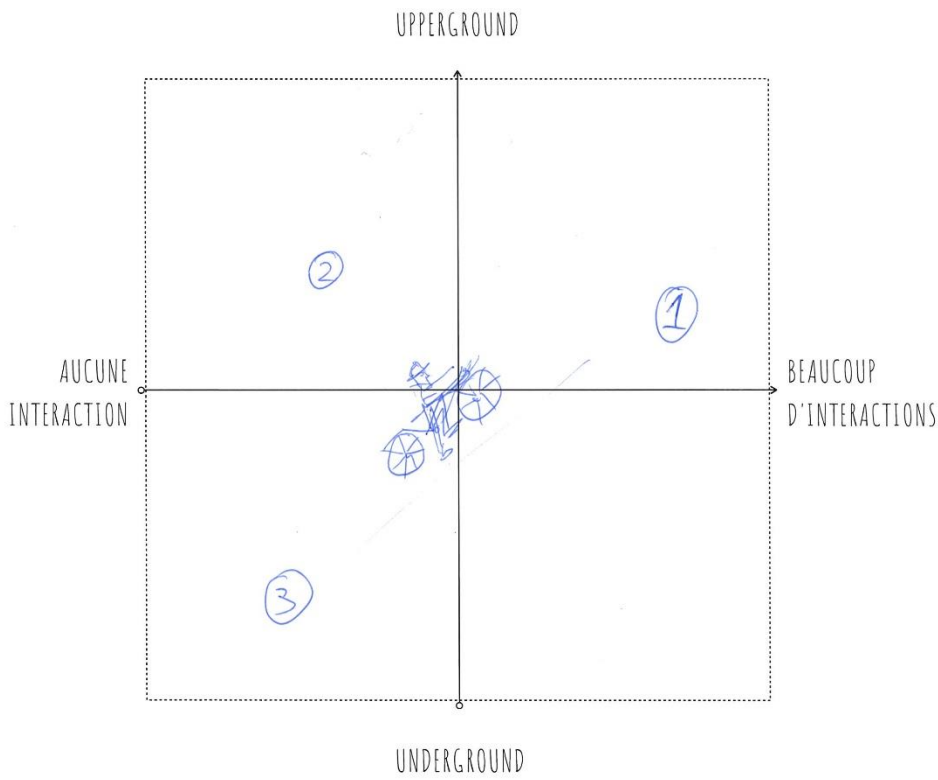 UPPERGROUND
2
1
AUCUNE
INTERACTION
BEAUCOUP
D'INTERACTIONS
3
UNDERGROUND